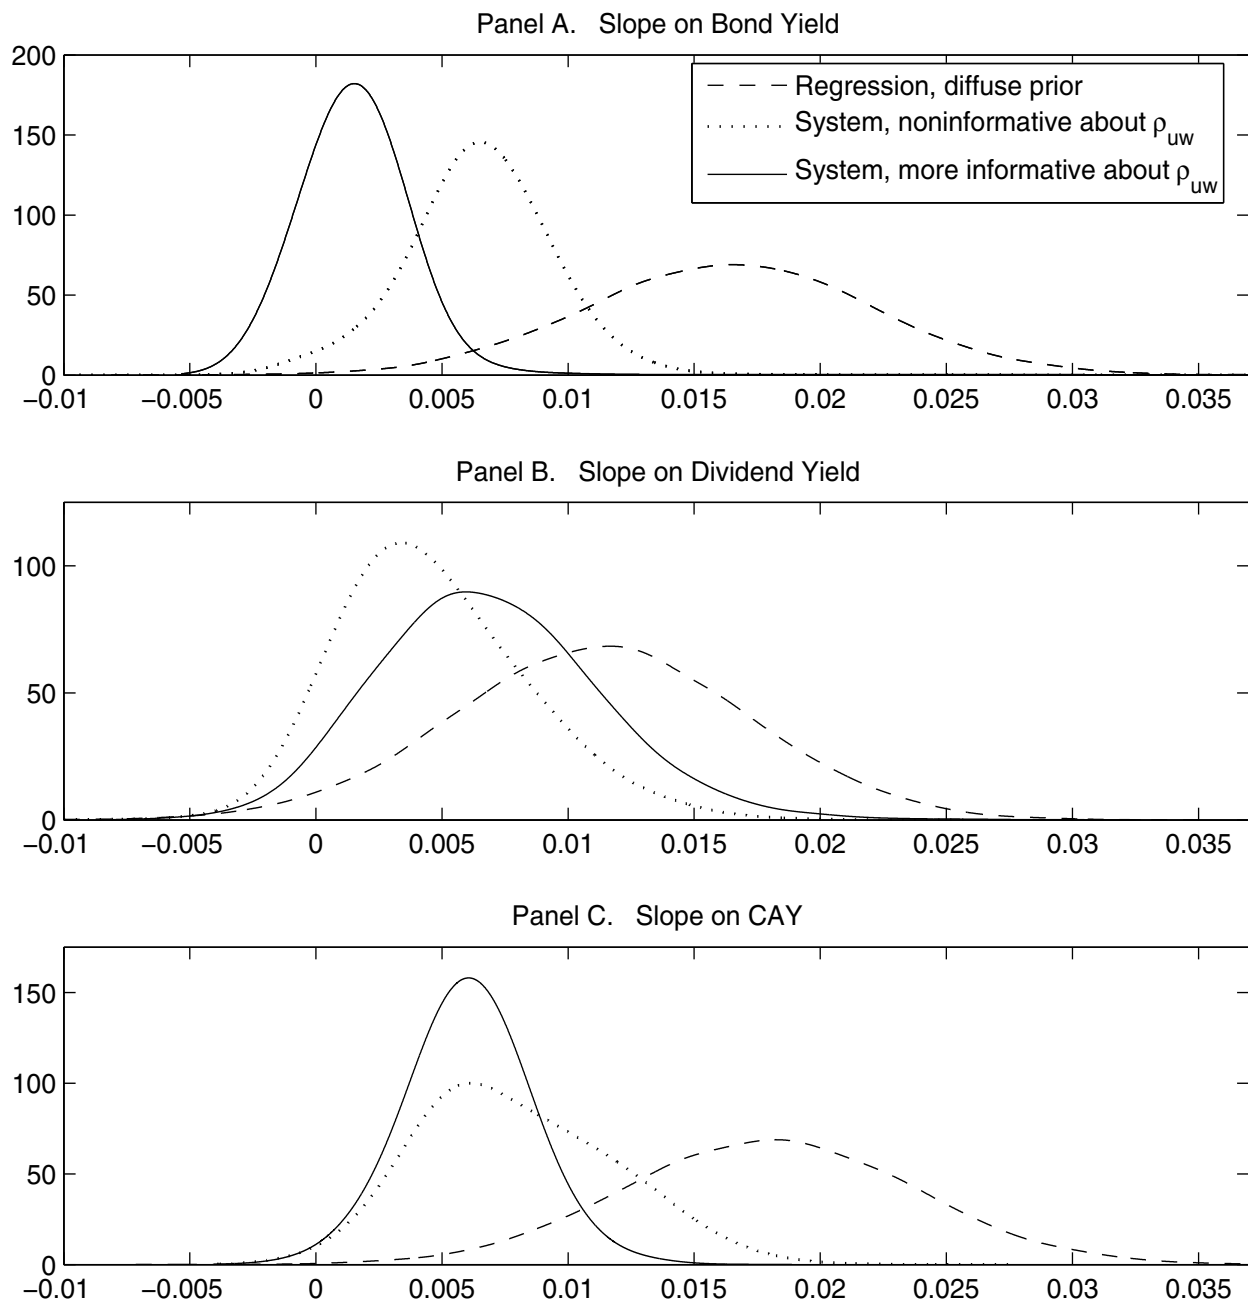 Panel A. Slope on Bond Yield
200
150
100
50
0
Regression, diffuse prior
System, noninformative about ρuw
System, more informative about ρuw
−0.01 −0.005 0 0.005 0.01 0.015 0.02 0.025 0.03 0.035
Panel B. Slope on Dividend Yield
100
50
0
−0.01 −0.005 0 0.005 0.01 0.015 0.02 0.025 0.03 0.035
Panel C. Slope on CAY
150
100
50
0
−0.01 −0.005 0 0.005 0.01 0.015 0.02 0.025 0.03 0.035